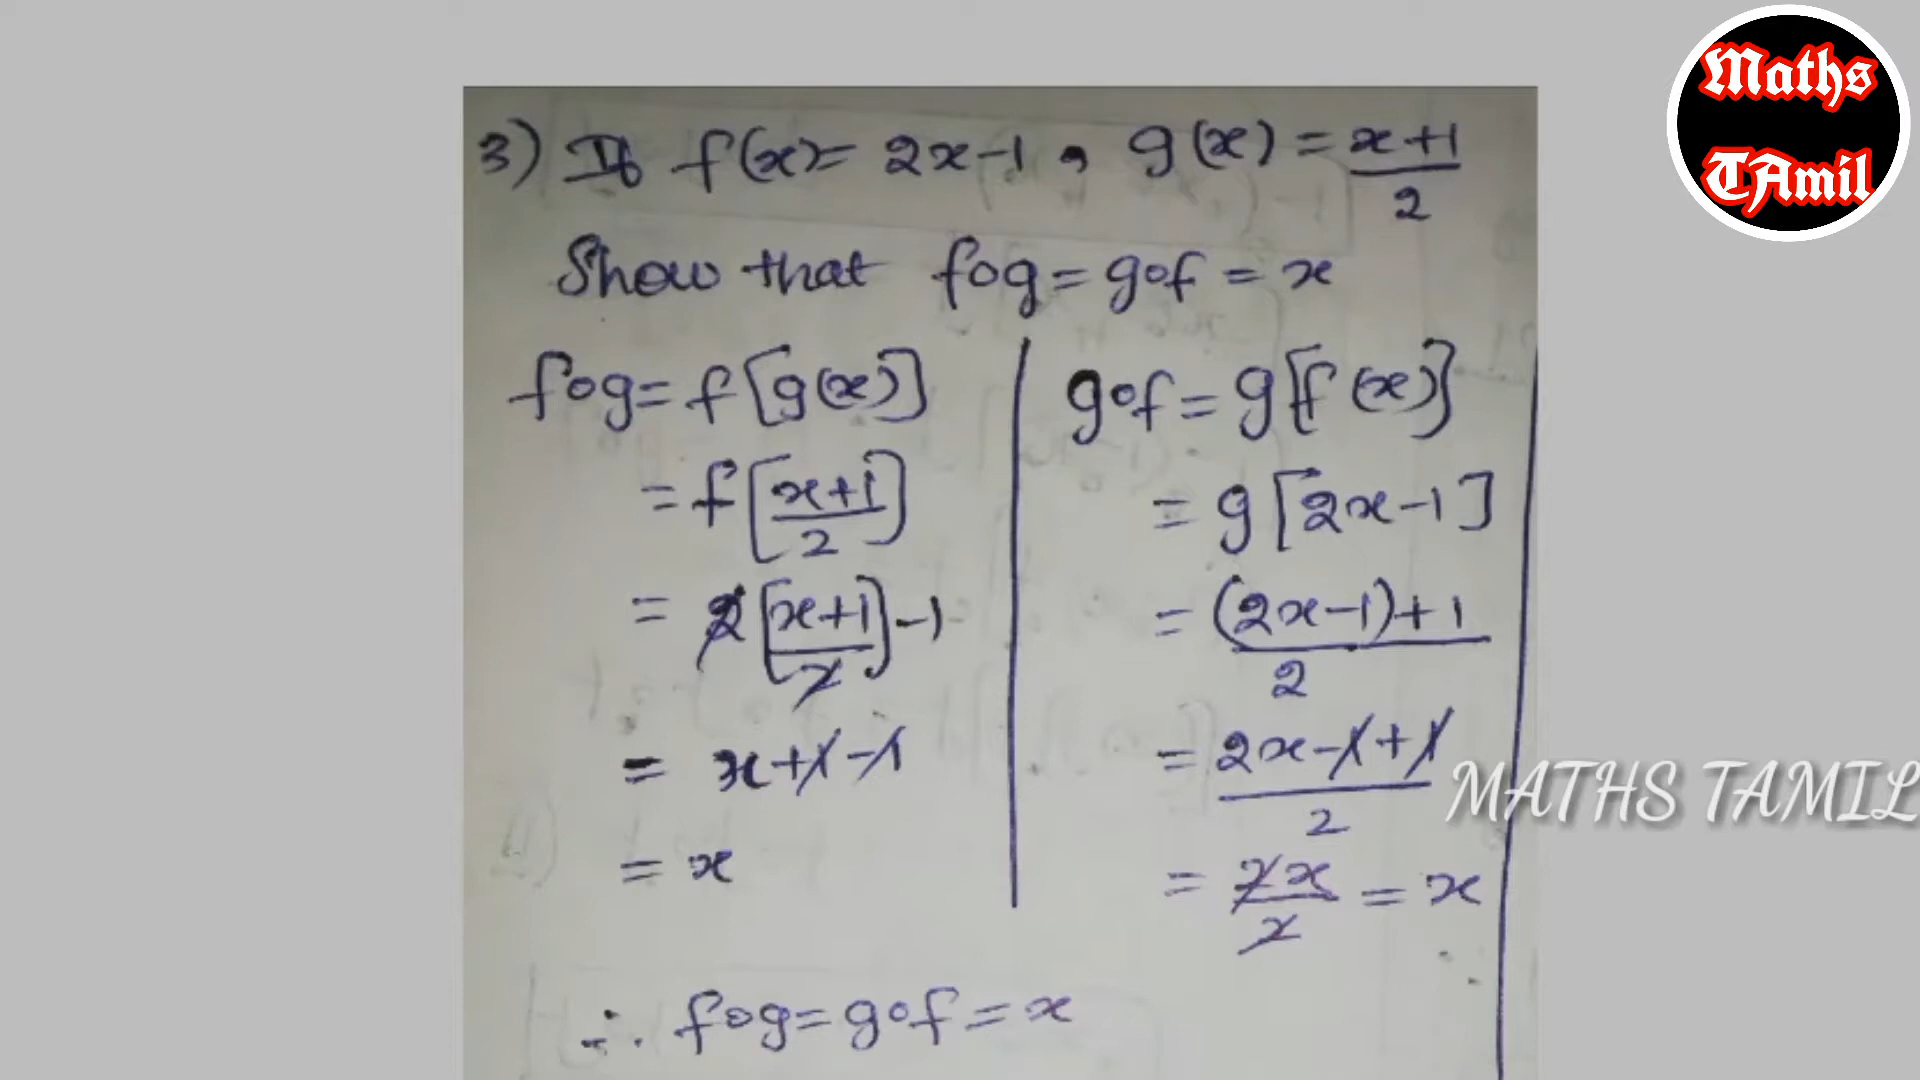 Maths
TAmil
3) If f(x)= 2x-1, g(x) = x+1/2
Show that fog = gof = x
fog = f[g(x)]
= f[x+1/2]
= 2[x+1/2]-1
= x+1-1
= x
gof = g[f(x)]
= g[2x-1]
= (2x-1)+1/2
= 2x-1+1/2
= 2x/2 = x
∴ fog = gof = x
MATHS TAMIL